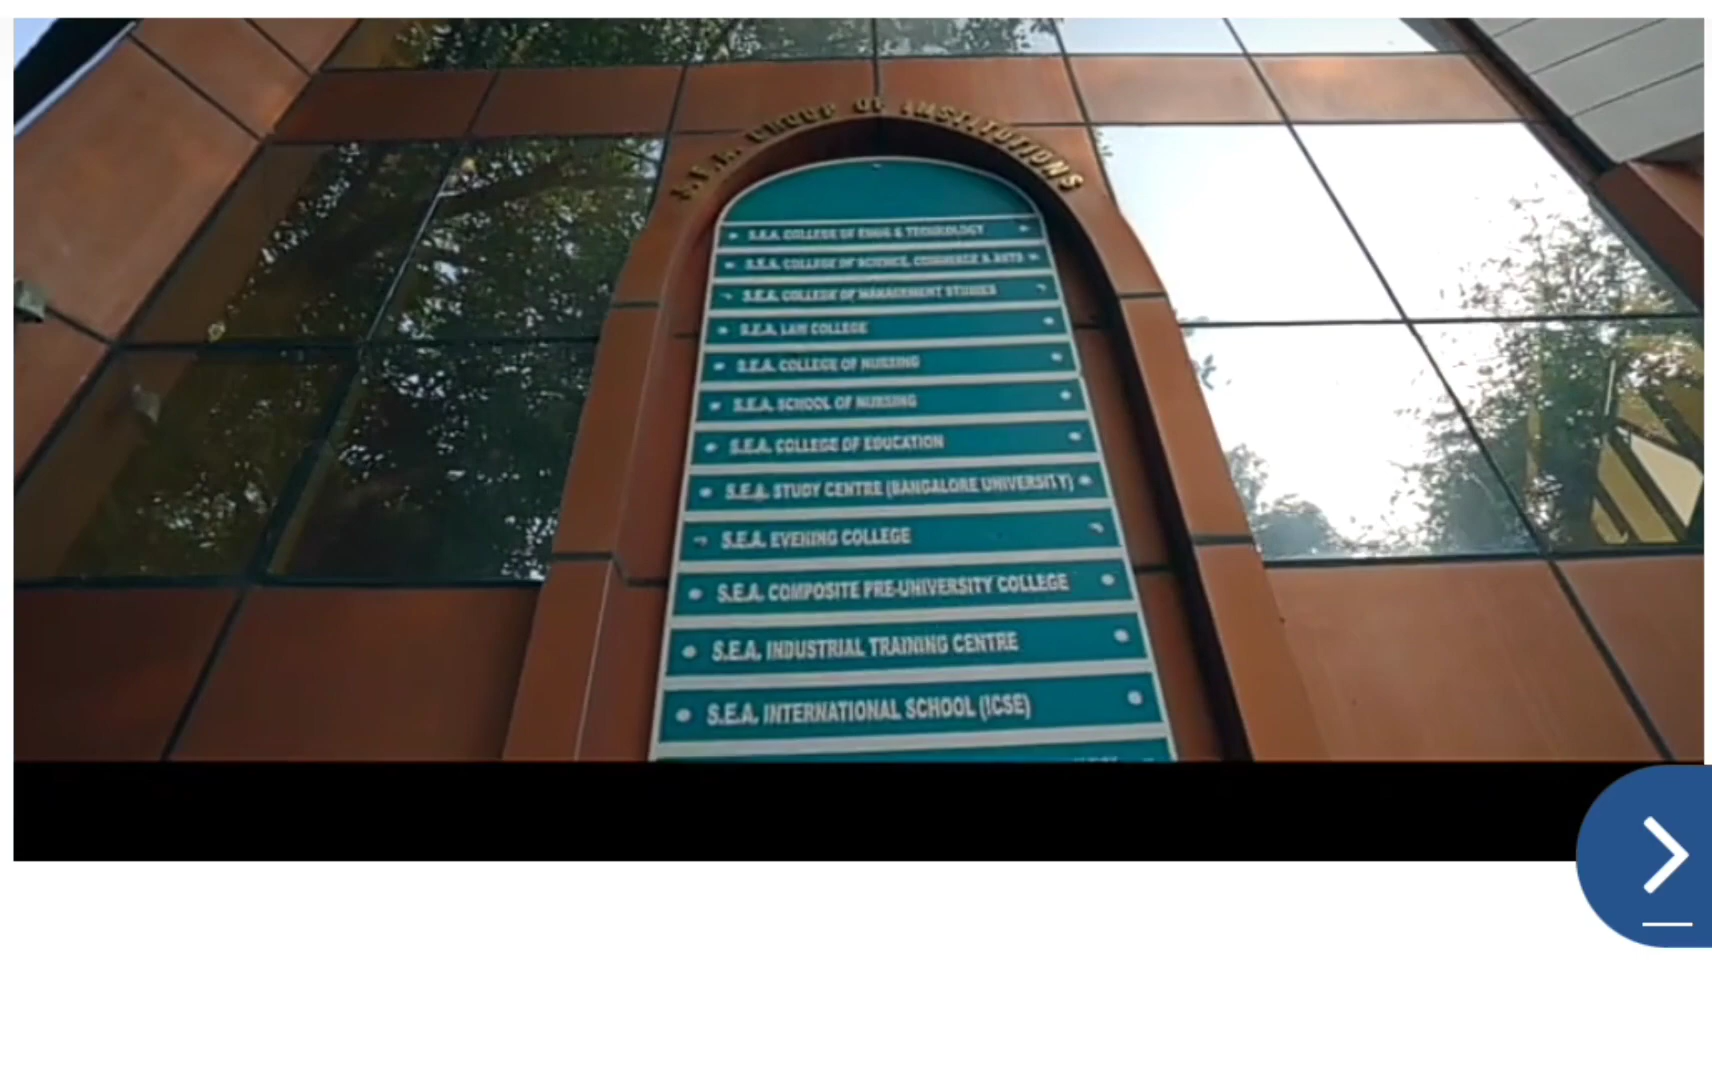 S.E.A. GROUP OF INSTITUTIONS
S.E.A. COLLEGE OF ENGG & TECHNOLOGY
S.E.A. COLLEGE OF SCIENCE, COMMERCE & ARTS
S.E.A. COLLEGE OF MANAGEMENT STUDIES
S.E.A. LAW COLLEGE
S.E.A. COLLEGE OF NURSING
S.E.A. SCHOOL OF NURSING
S.E.A. COLLEGE OF EDUCATION
S.E.A. STUDY CENTRE (BANGALORE UNIVERSITY)
S.E.A. EVENING COLLEGE
S.E.A. COMPOSITE PRE-UNIVERSITY COLLEGE
S.E.A. INDUSTRIAL TRAINING CENTRE
S.E.A. INTERNATIONAL SCHOOL (ICSE)